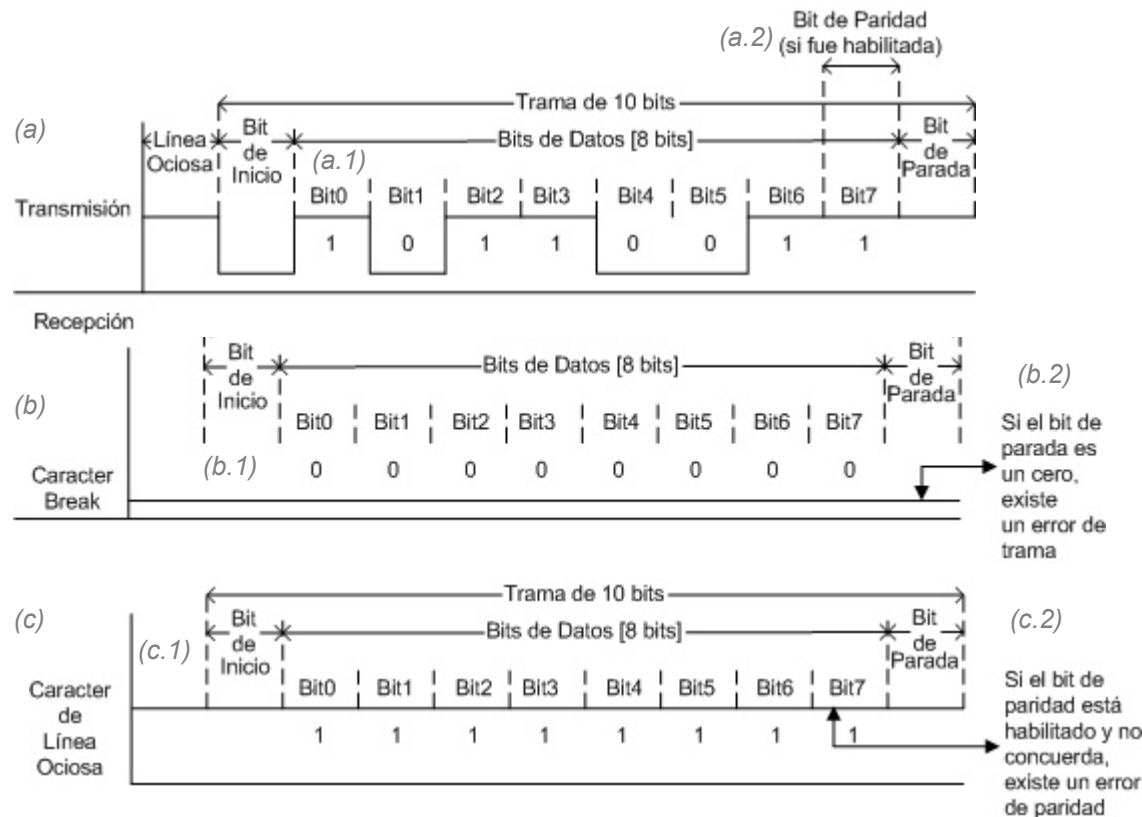 Bit de Paridad
(a.2) (si fue habilitada)
Trama de 10 bits
(a)
Línea Ociosa
Bit de Inicio
Bits de Datos [8 bits]
Bit de Parada
(a.1)
Bit0 Bit1 Bit2 Bit3 Bit4 Bit5 Bit6 Bit7
Transmisión
1 0 1 1 0 0 1 1
Recepción
Bit de Inicio
Bits de Datos [8 bits]
Bit de Parada
(b.2)
(b)
Bit0 Bit1 Bit2 Bit3 Bit4 Bit5 Bit6 Bit7
(b.1)
0 0 0 0 0 0 0 0
Caracter
Break
Si el bit de
parada es
un cero,
existe
un error de
trama
Trama de 10 bits
(c)
(c.1)
Bit de Inicio
Bits de Datos [8 bits]
Bit de Parada
(c.2)
Bit0 Bit1 Bit2 Bit3 Bit4 Bit5 Bit6 Bit7
Caracter
de
Línea
Ociosa
1 1 1 1 1 1 1 1
Si el bit de
paridad está
habilitado y no
concuerda,
existe un error
de paridad